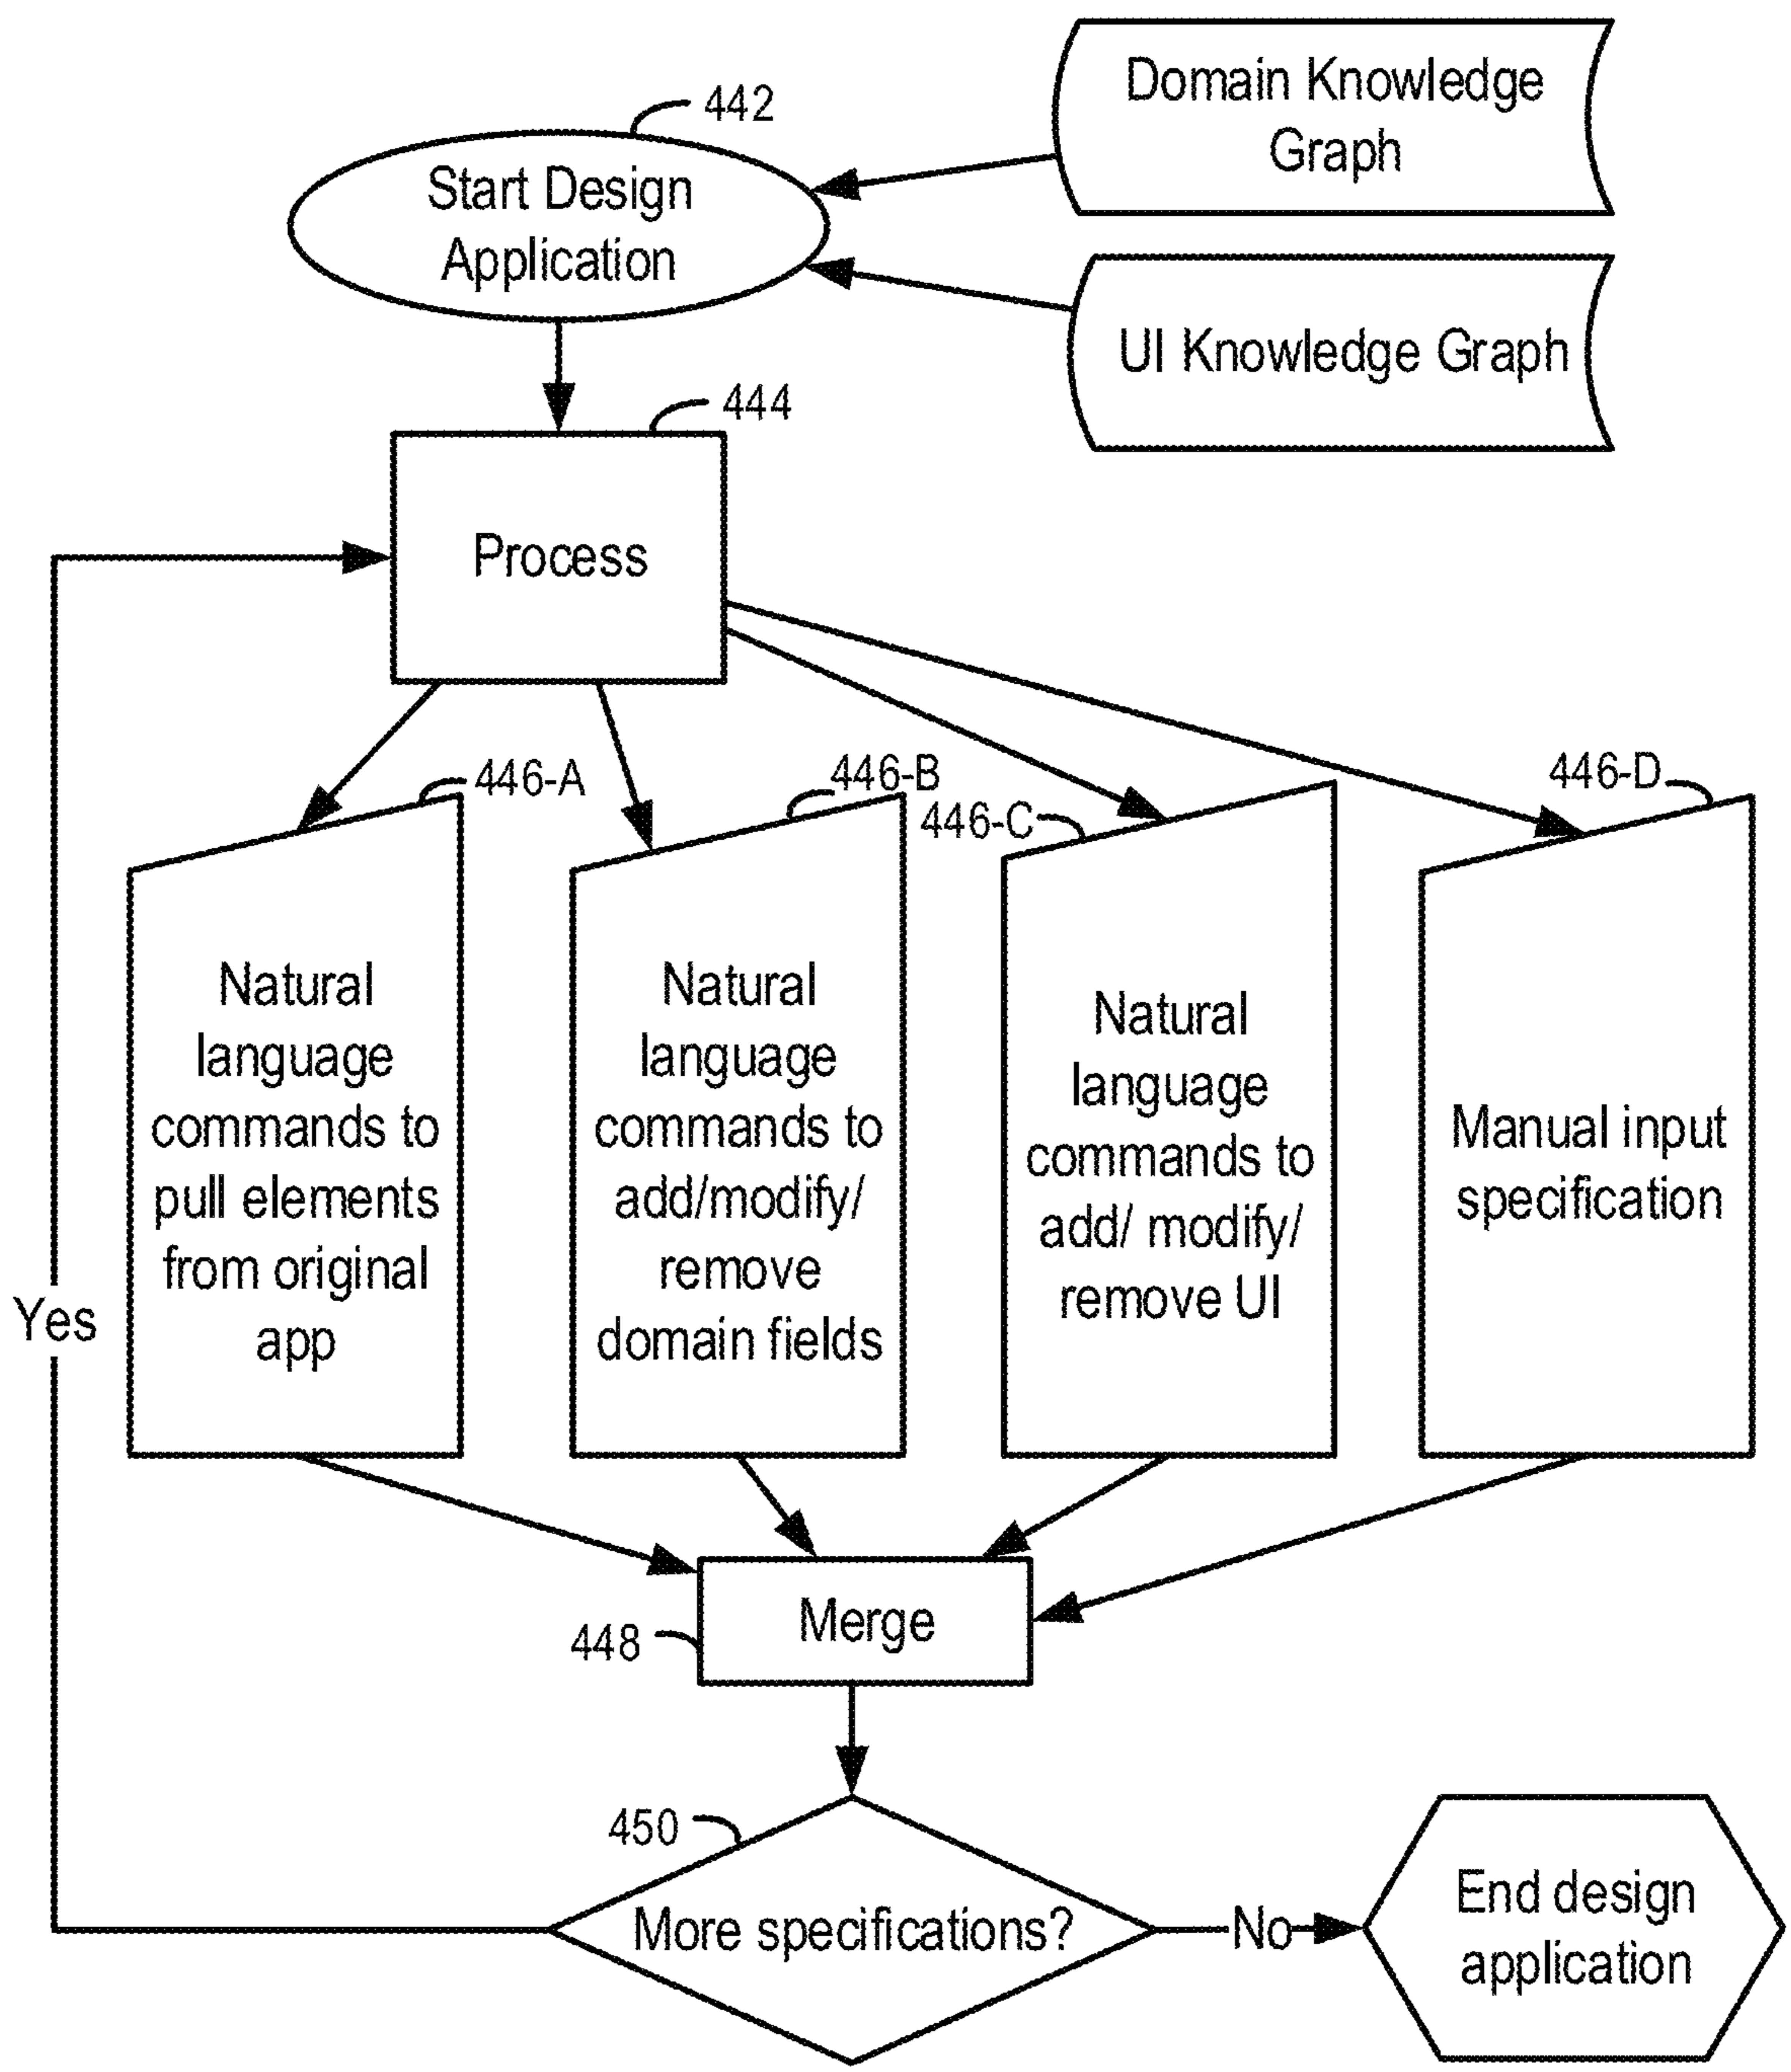 442
Domain Knowledge
Graph
Start Design
Application
UI Knowledge Graph
444
Process
446-A
446-B
446-C
446-D
Natural
language
commands to
pull elements
from original
app
Natural
language
commands to
add/modify/
remove
domain fields
Natural
language
commands to
add/ modify/
remove UI
Manual input
specification
Yes
Merge
448
450
More specifications?
No
End design
application